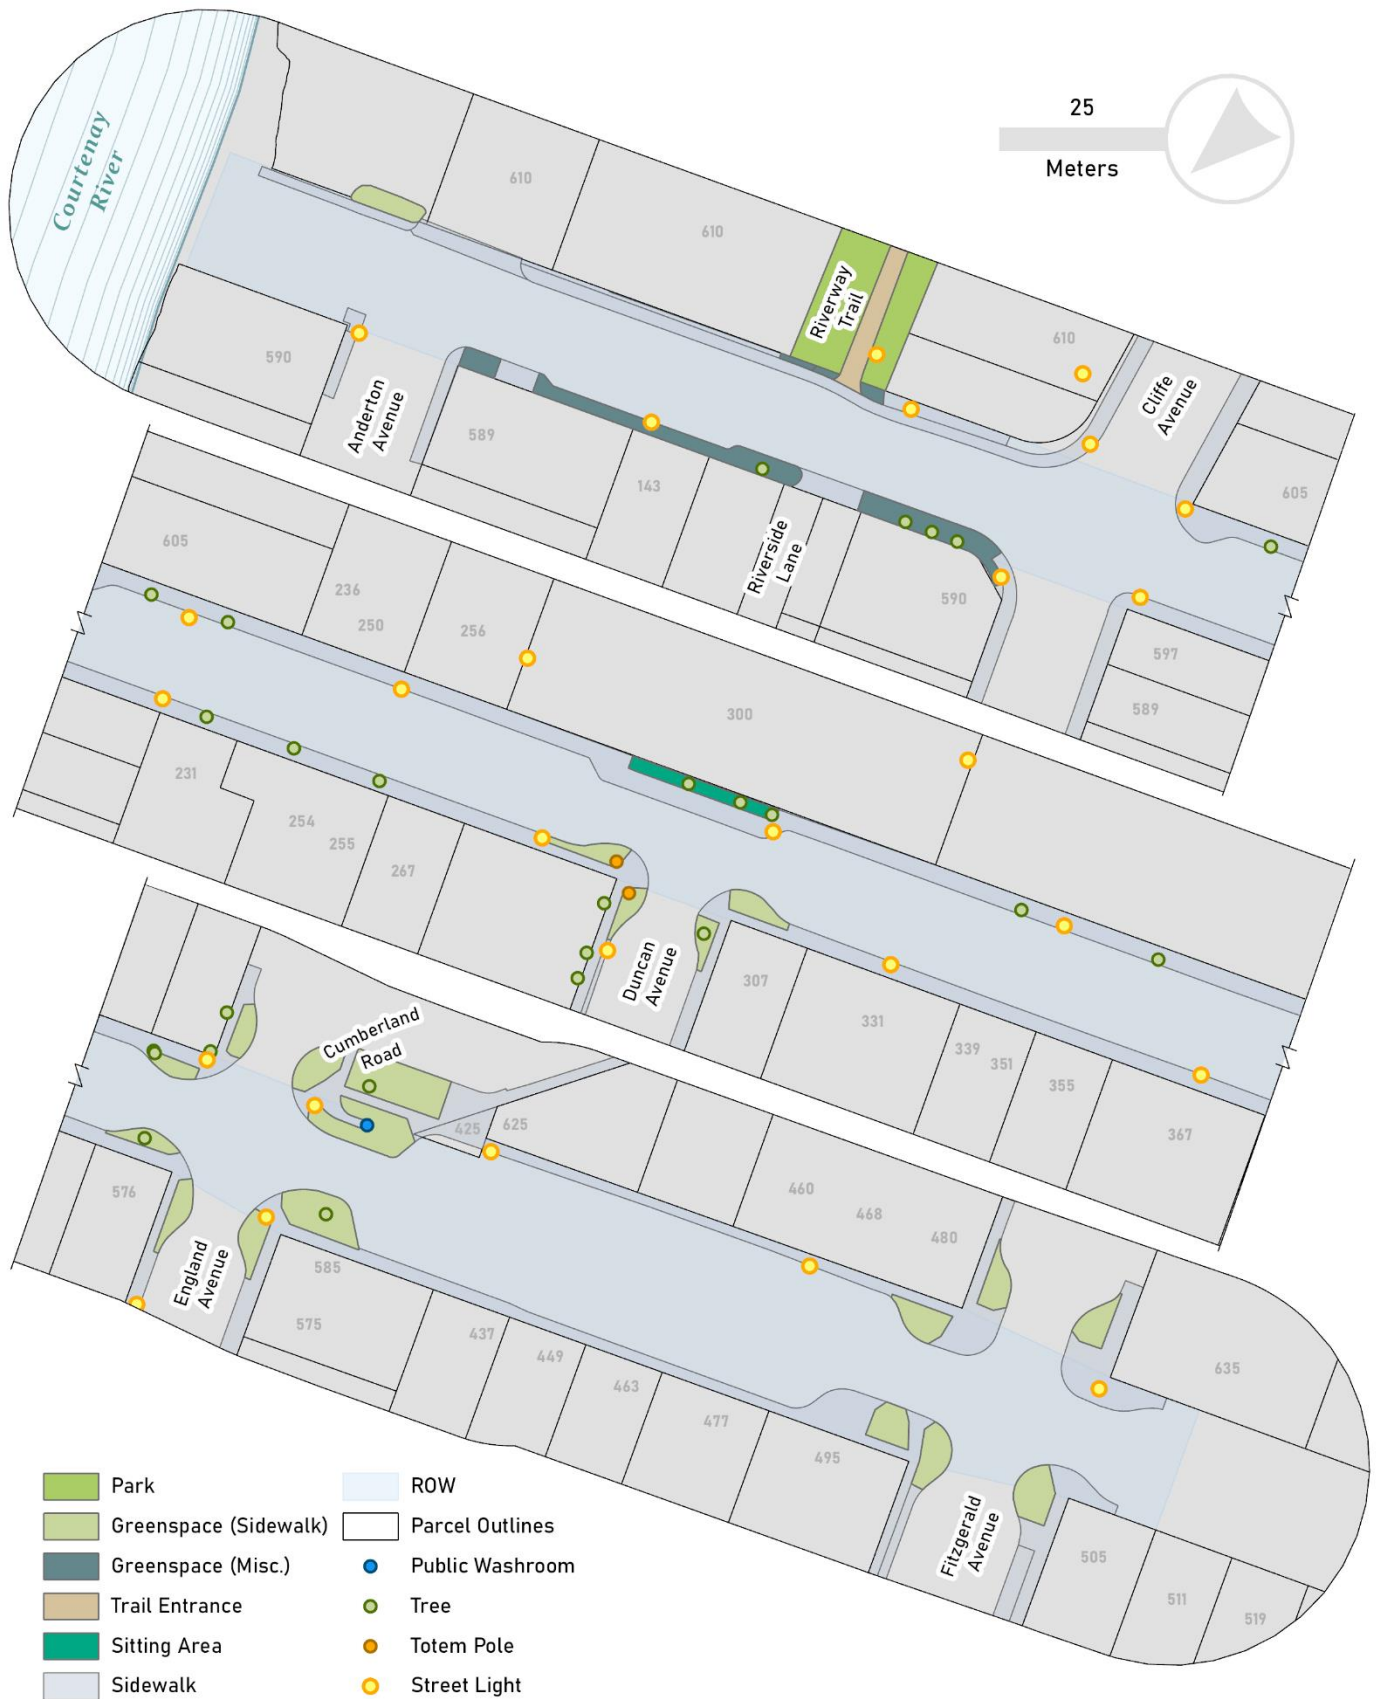 25
Meters
Courtenay
River
610
610
Riverway
Trail
610
Cliffe
Avenue
605
590
Anderton
Avenue
589
143
Riverside
Lane
590
597
589
605
236
250
256
300
231
254
255
267
Duncan
Avenue
307
331
339
351
355
367
Cumberland
Road
425
625
460
468
480
576
England
Avenue
585
575
437
449
463
477
495
635
Fitzgerald
Avenue
505
511
519
Park
Greenspace (Sidewalk)
Greenspace (Misc.)
Trail Entrance
Sitting Area
Sidewalk
ROW
Parcel Outlines
Public Washroom
Tree
Totem Pole
Street Light